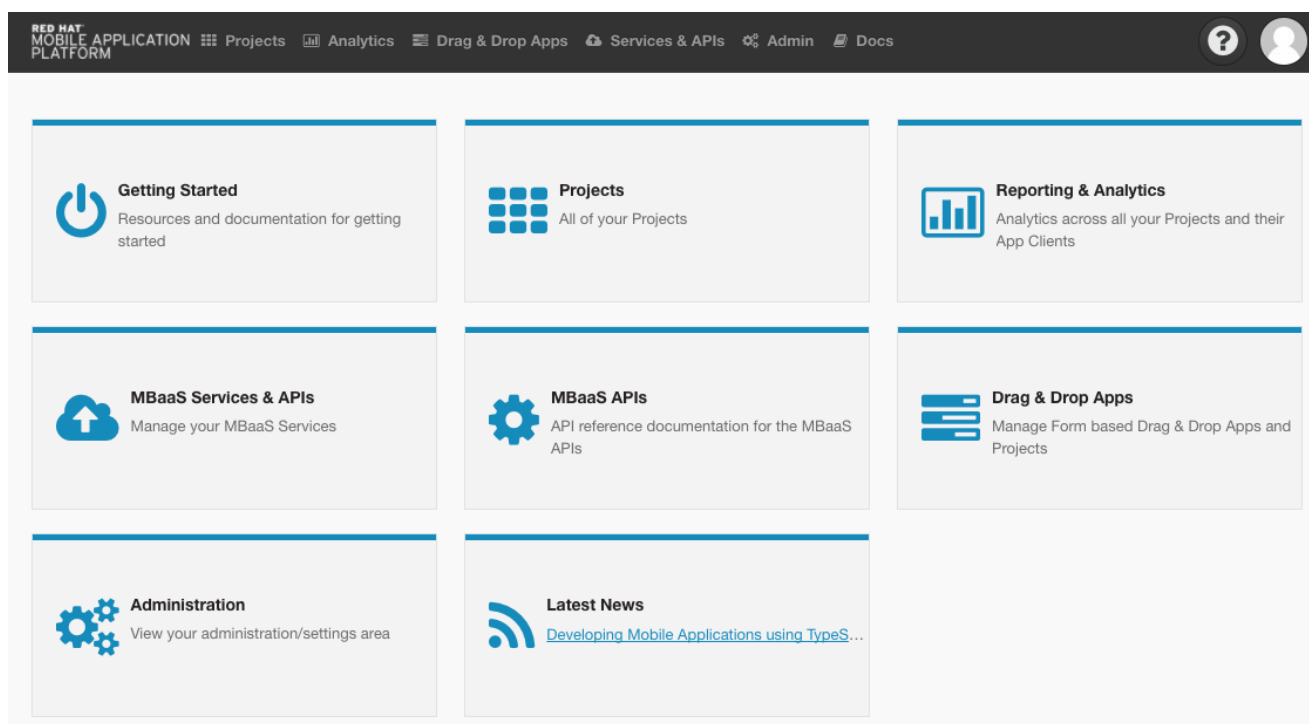 RED HAT
MOBILE APPLICATION
PLATFORM
Projects
Analytics
Drag & Drop Apps
Services & APIs
Admin
Docs
?
Getting Started
Resources and documentation for getting
started
Projects
All of your Projects
Reporting & Analytics
Analytics across all your Projects and their
App Clients
MBaaS Services & APIs
Manage your MBaaS Services
MBaaS APIs
API reference documentation for the MBaaS
APIs
Drag & Drop Apps
Manage Form based Drag & Drop Apps and
Projects
Administration
View your administration/settings area
Latest News
Developing Mobile Applications using TypeS...